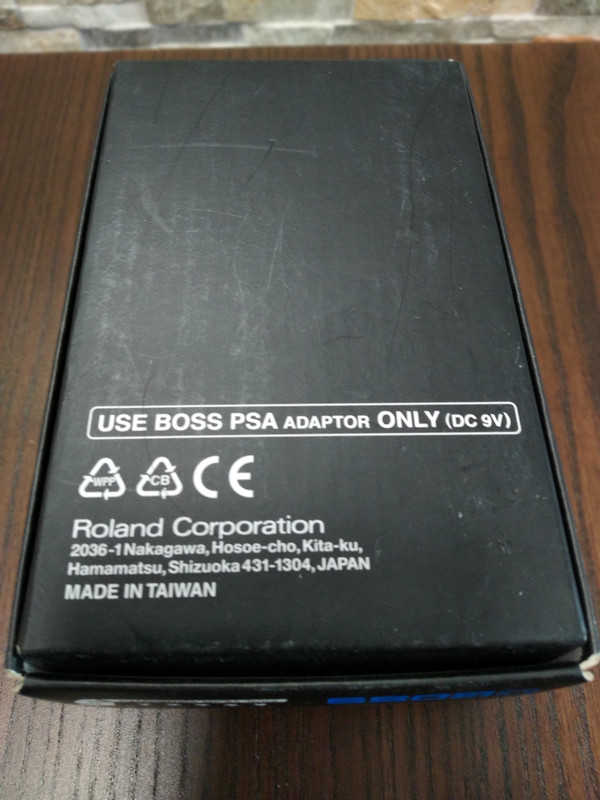 USE BOSS PSA ADAPTOR ONLY (DC 9V)
WPP CB CE
Roland Corporation
2036-1 Nakagawa, Hosoe-cho, Kita-ku,
Hamamatsu, Shizuoka 431-1304, JAPAN
MADE IN TAIWAN